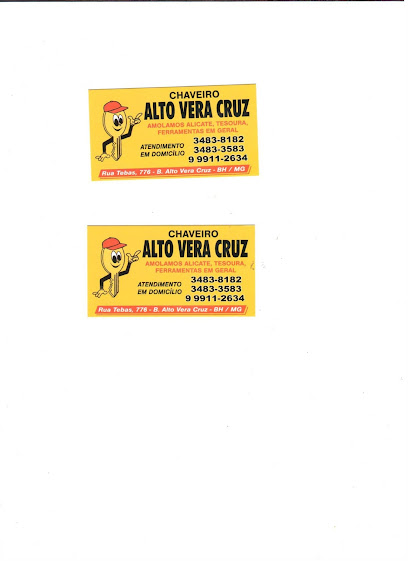 CHAVEIRO
ALTO VERA CRUZ
AMOLAMOS ALICATE, TESOURA,
FERRAMENTAS EM GERAL
ATENDIMENTO
EM DOMICÍLIO
3483-8182
3483-3583
9 9911-2634
Rua Tebas, 776 - B. Alto Vera Cruz - BH / MG
CHAVEIRO
ALTO VERA CRUZ
AMOLAMOS ALICATE, TESOURA,
FERRAMENTAS EM GERAL
ATENDIMENTO
EM DOMICÍLIO
3483-8182
3483-3583
9 9911-2634
Rua Tebas, 776 - B. Alto Vera Cruz - BH / MG